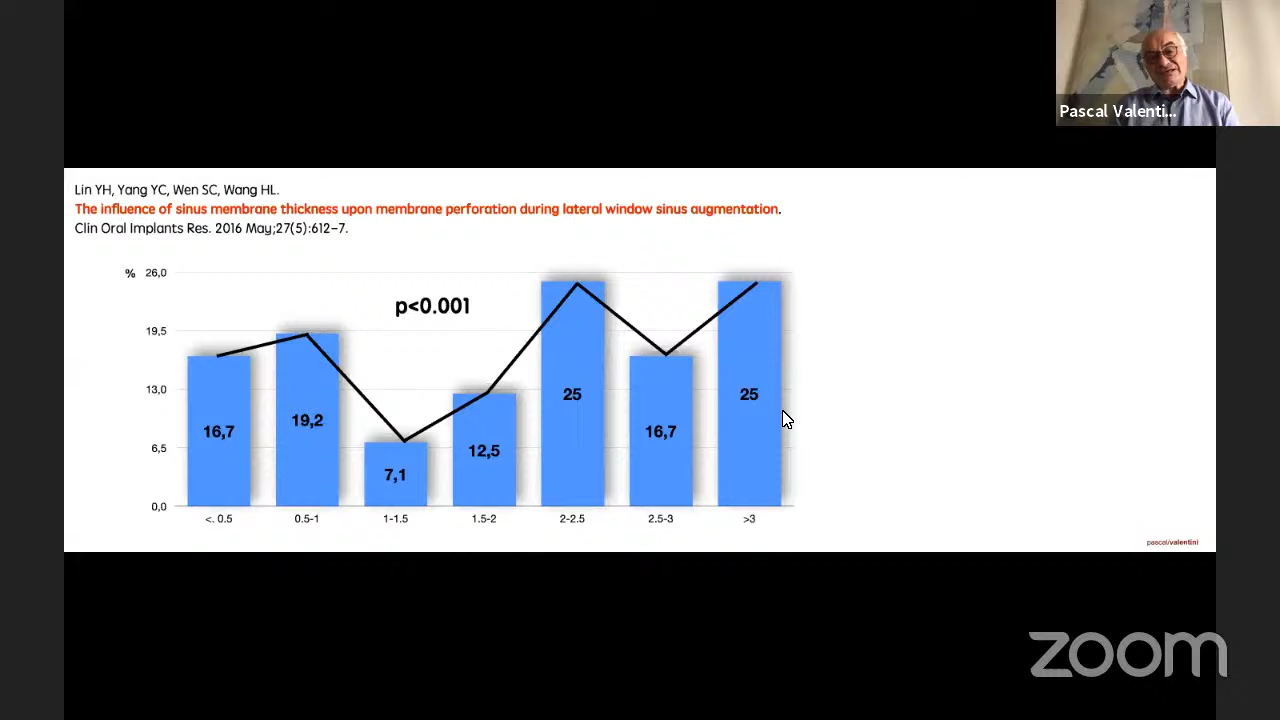 Pascal Valenti...
Lin YH, Yang YC, Wen SC, Wang HL.
The influence of sinus membrane thickness upon membrane perforation during lateral window sinus augmentation.
Clin Oral Implants Res. 2016 May;27(5):612–7.
% 26,0
p<0.001
19,5
13,0
6,5
0,0
16,7
19,2
7,1
12,5
25
16,7
25
<. 0.5 0.5-1 1-1.5 1.5-2 2-2.5 2.5-3 >3
pascal/valentini
zoom